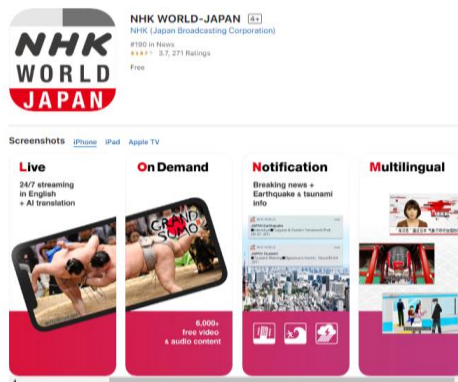 NHK
WORLD
JAPAN
NHK WORLD-JAPAN 4+
NHK (Japan Broadcasting Corporation)
#190 in News
3.7, 271 Ratings
Free
Screenshots iPhone iPad Apple TV
Live
24/7 streaming
in English
+ AI translation
On Demand
GRAND
SUMO
6,000+
free video
& audio content
Notification
Breaking news +
Earthquake & tsunami
info
Multilingual